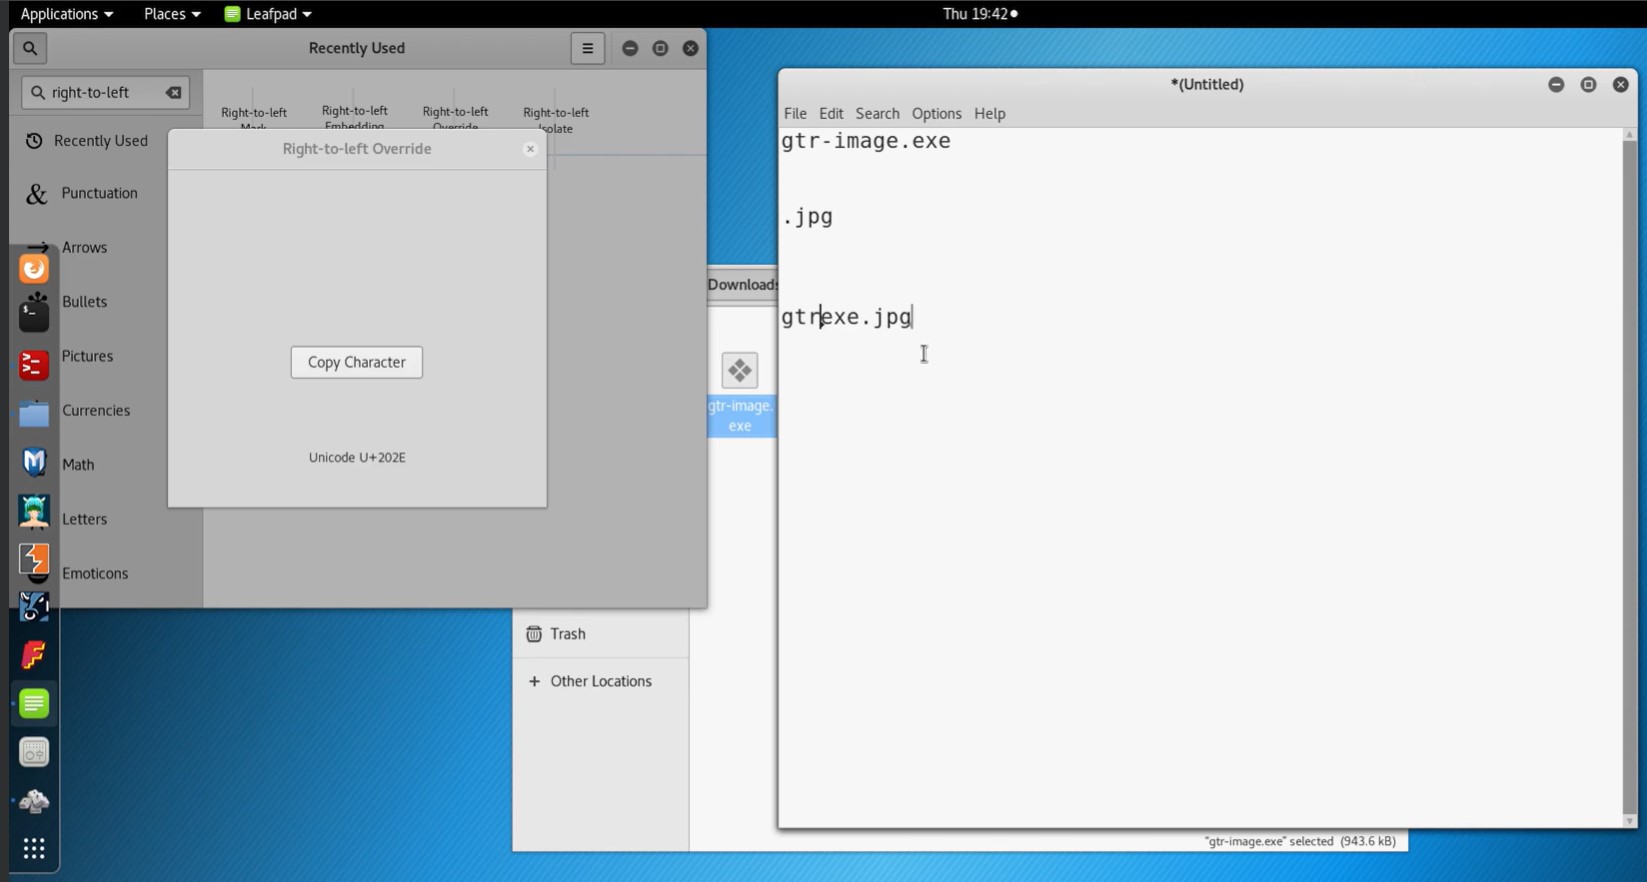 Applications
Places
Leafpad
Thu 19:42
Recently Used
right-to-left
Recently Used
Punctuation
Arrows
Bullets
Pictures
Currencies
Math
Letters
Emoticons
Right-to-left
Mark
Right-to-left
Embedding
Right-to-left
Override
Right-to-left
Isolate
Right-to-left Override
Copy Character
Unicode U+202E
Downloads
gtr-image.
exe
Trash
+ Other Locations
"gtr-image.exe" selected (943.6 kB)
*(Untitled)
File Edit Search Options Help
gtr-image.exe
.jpg
gtrexe.jpg